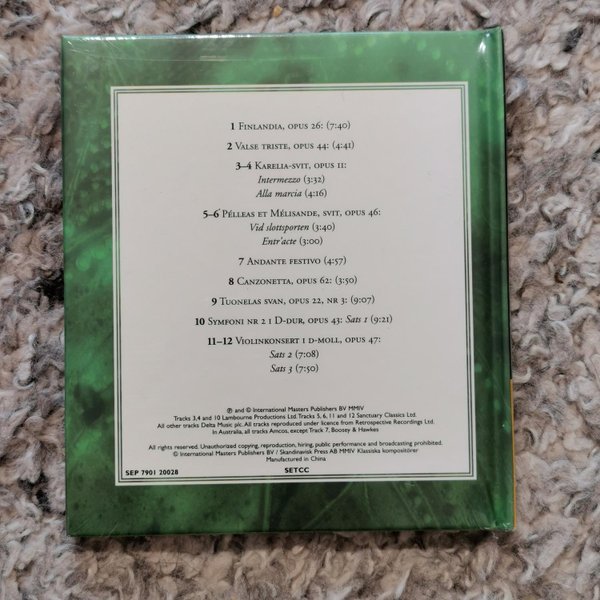 1 Finlandia, opus 26: (7:40)
2 Valse triste, opus 44: (4:41)
3–4 Karelia-svit, opus 11:
Intermezzo (3:32)
Alla marcia (4:16)
5–6 Pélleas et Mélisande, svit, opus 46:
Vid slottsporten (3:40)
Entr'acte (3:00)
7 Andante festivo (4:57)
8 Canzonetta, opus 62: (3:50)
9 Tuonelas svan, opus 22, nr 3: (9:07)
10 Symfoni nr 2 i D-dur, opus 43: Sats 1 (9:21)
11–12 Violinkonsert i d-moll, opus 47:
Sats 2 (7:08)
Sats 3 (7:50)
℗ and © International Masters Publishers BV MMIV
Tracks 3,4 and 10 Lambourne Productions Ltd. Tracks 5, 6, 11 and 12 Sanctuary Classics Ltd.
All other tracks Delta Music plc. All tracks reproduced under licence from Retrospective Recordings Ltd.
In Australia, all tracks Amcos, except Track 7, Boosey & Hawkes
All rights reserved. Unauthorized copying, reproduction, hiring, public performance and broadcasting prohibited.
© International Masters Publishers BV / Skandinavisk Press AB MMIV Klassiska kompositörer
Manufactured in China
SEP 7901 20028 SETCC